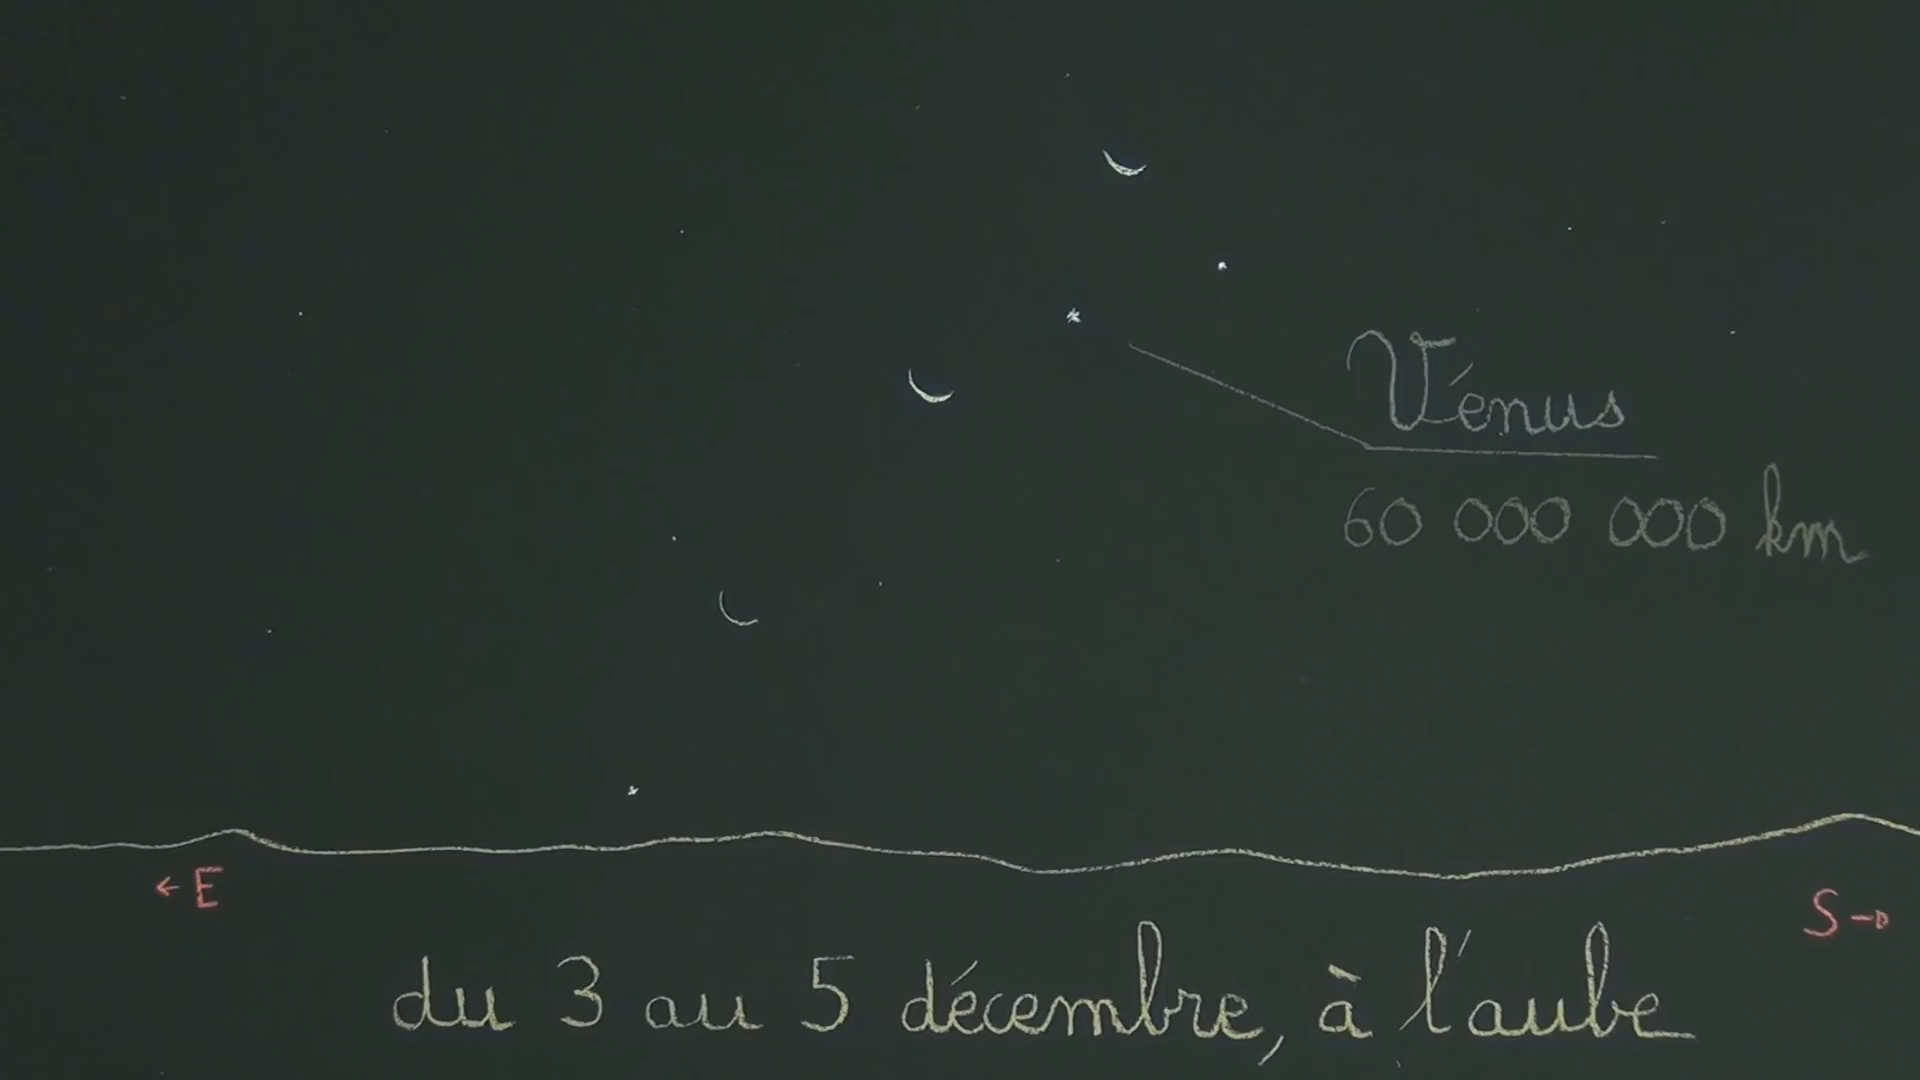 Vénus
60 000 000 km
← E
S →
du 3 au 5 décembre, à l'aube